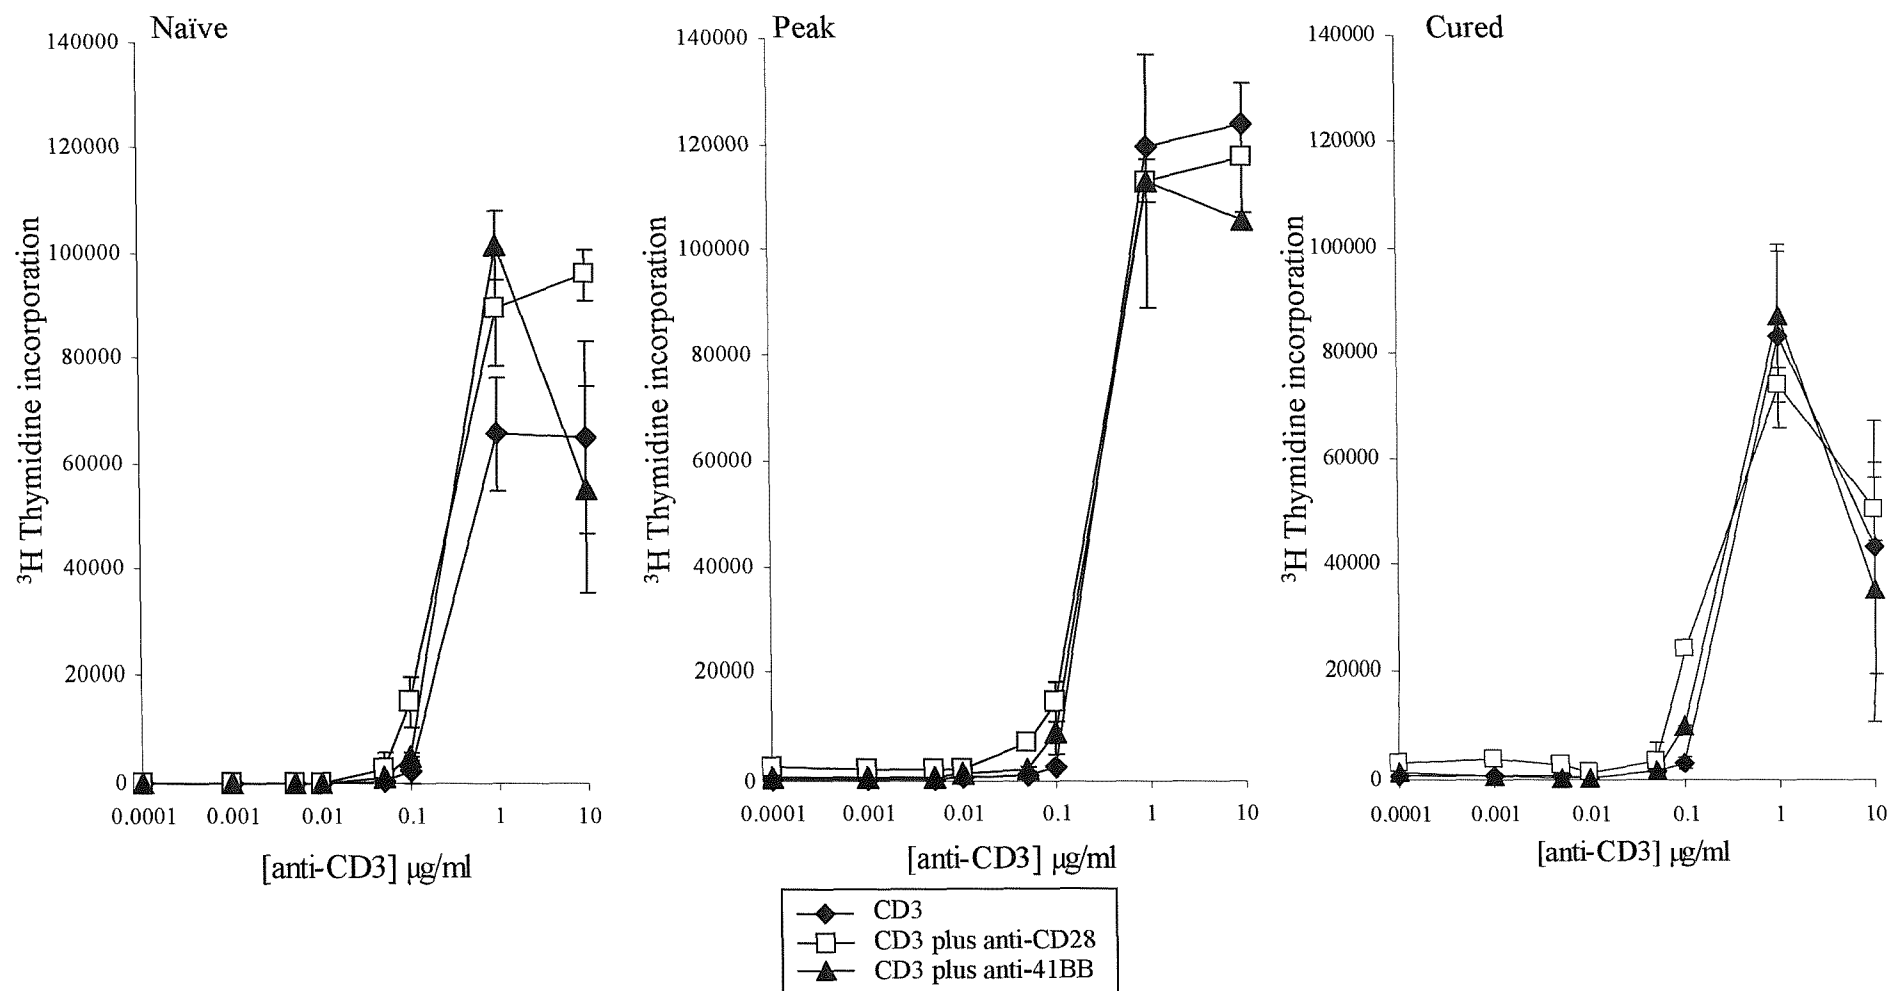 Naïve
140000
120000
100000
80000
60000
40000
20000
0
³H Thymidine incorporation
0.0001 0.001 0.01 0.1 1 10
[anti-CD3] µg/ml
Peak
140000
120000
100000
80000
60000
40000
20000
0
³H Thymidine incorporation
0.0001 0.001 0.01 0.1 1 10
[anti-CD3] µg/ml
Cured
140000
120000
100000
80000
60000
40000
20000
0
³H Thymidine incorporation
0.0001 0.001 0.01 0.1 1 10
[anti-CD3] µg/ml
CD3
CD3 plus anti-CD28
CD3 plus anti-41BB